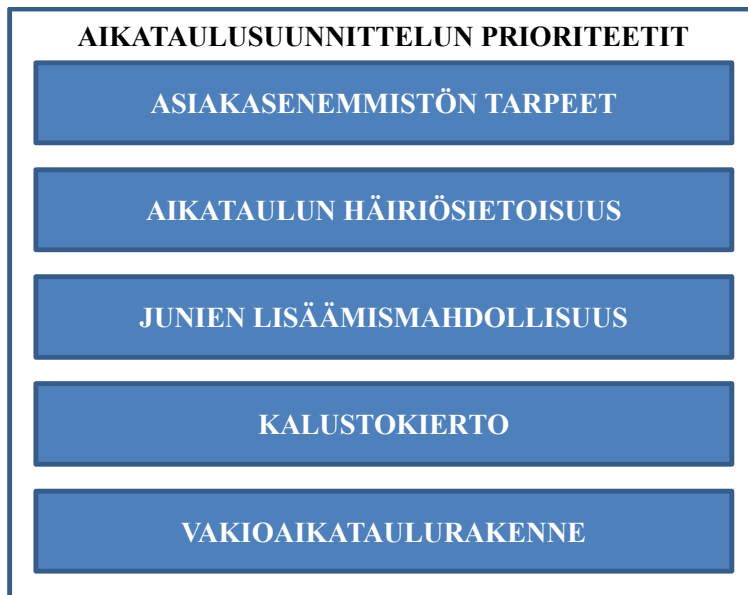 AIKATAULUSUUNNITTELUN PRIORITEETIT
ASIAKASENEMMISTÖN TARPEET
AIKATAULUN HÄIRIÖSIETOISUUS
JUNIEN LISÄÄMISMAHDOLLISUUS
KALUSTOKIERTO
VAKIOAIKATAULURAKENNE